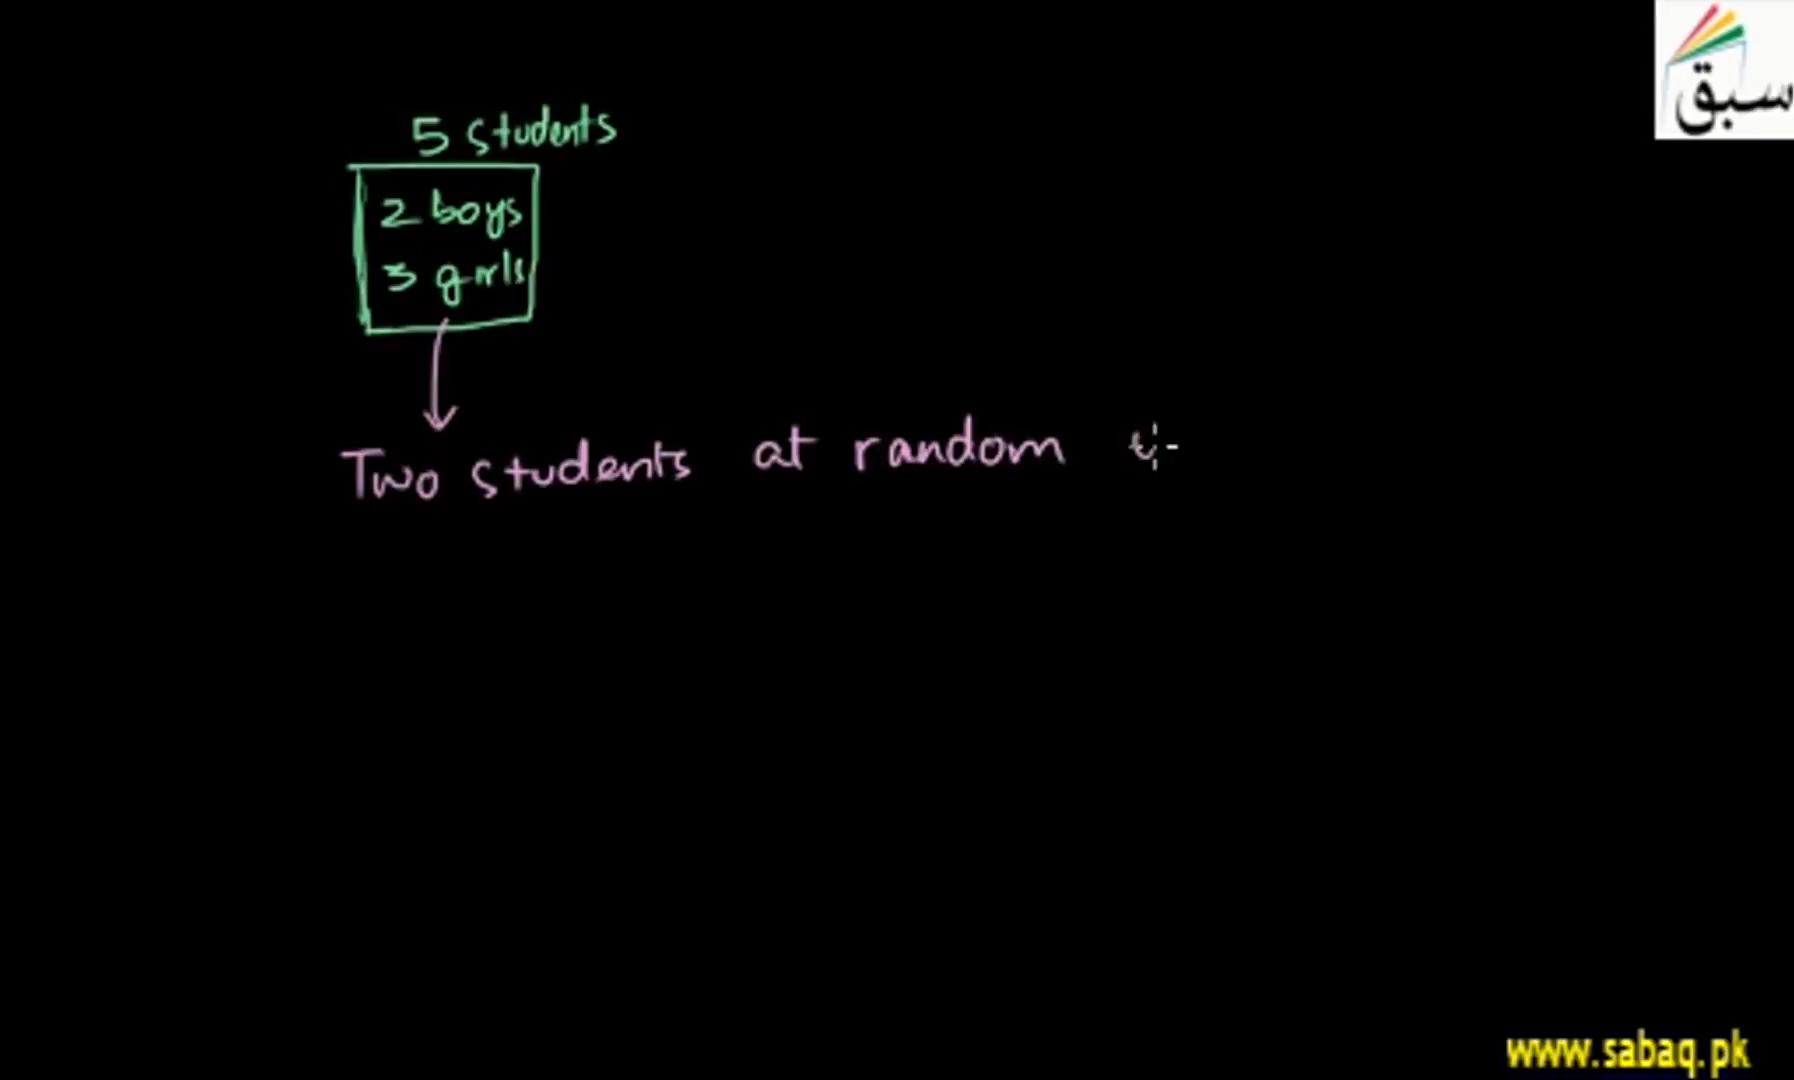 سبق
5 students
2 boys
3 girls
Two students at random
www.sabaq.pk